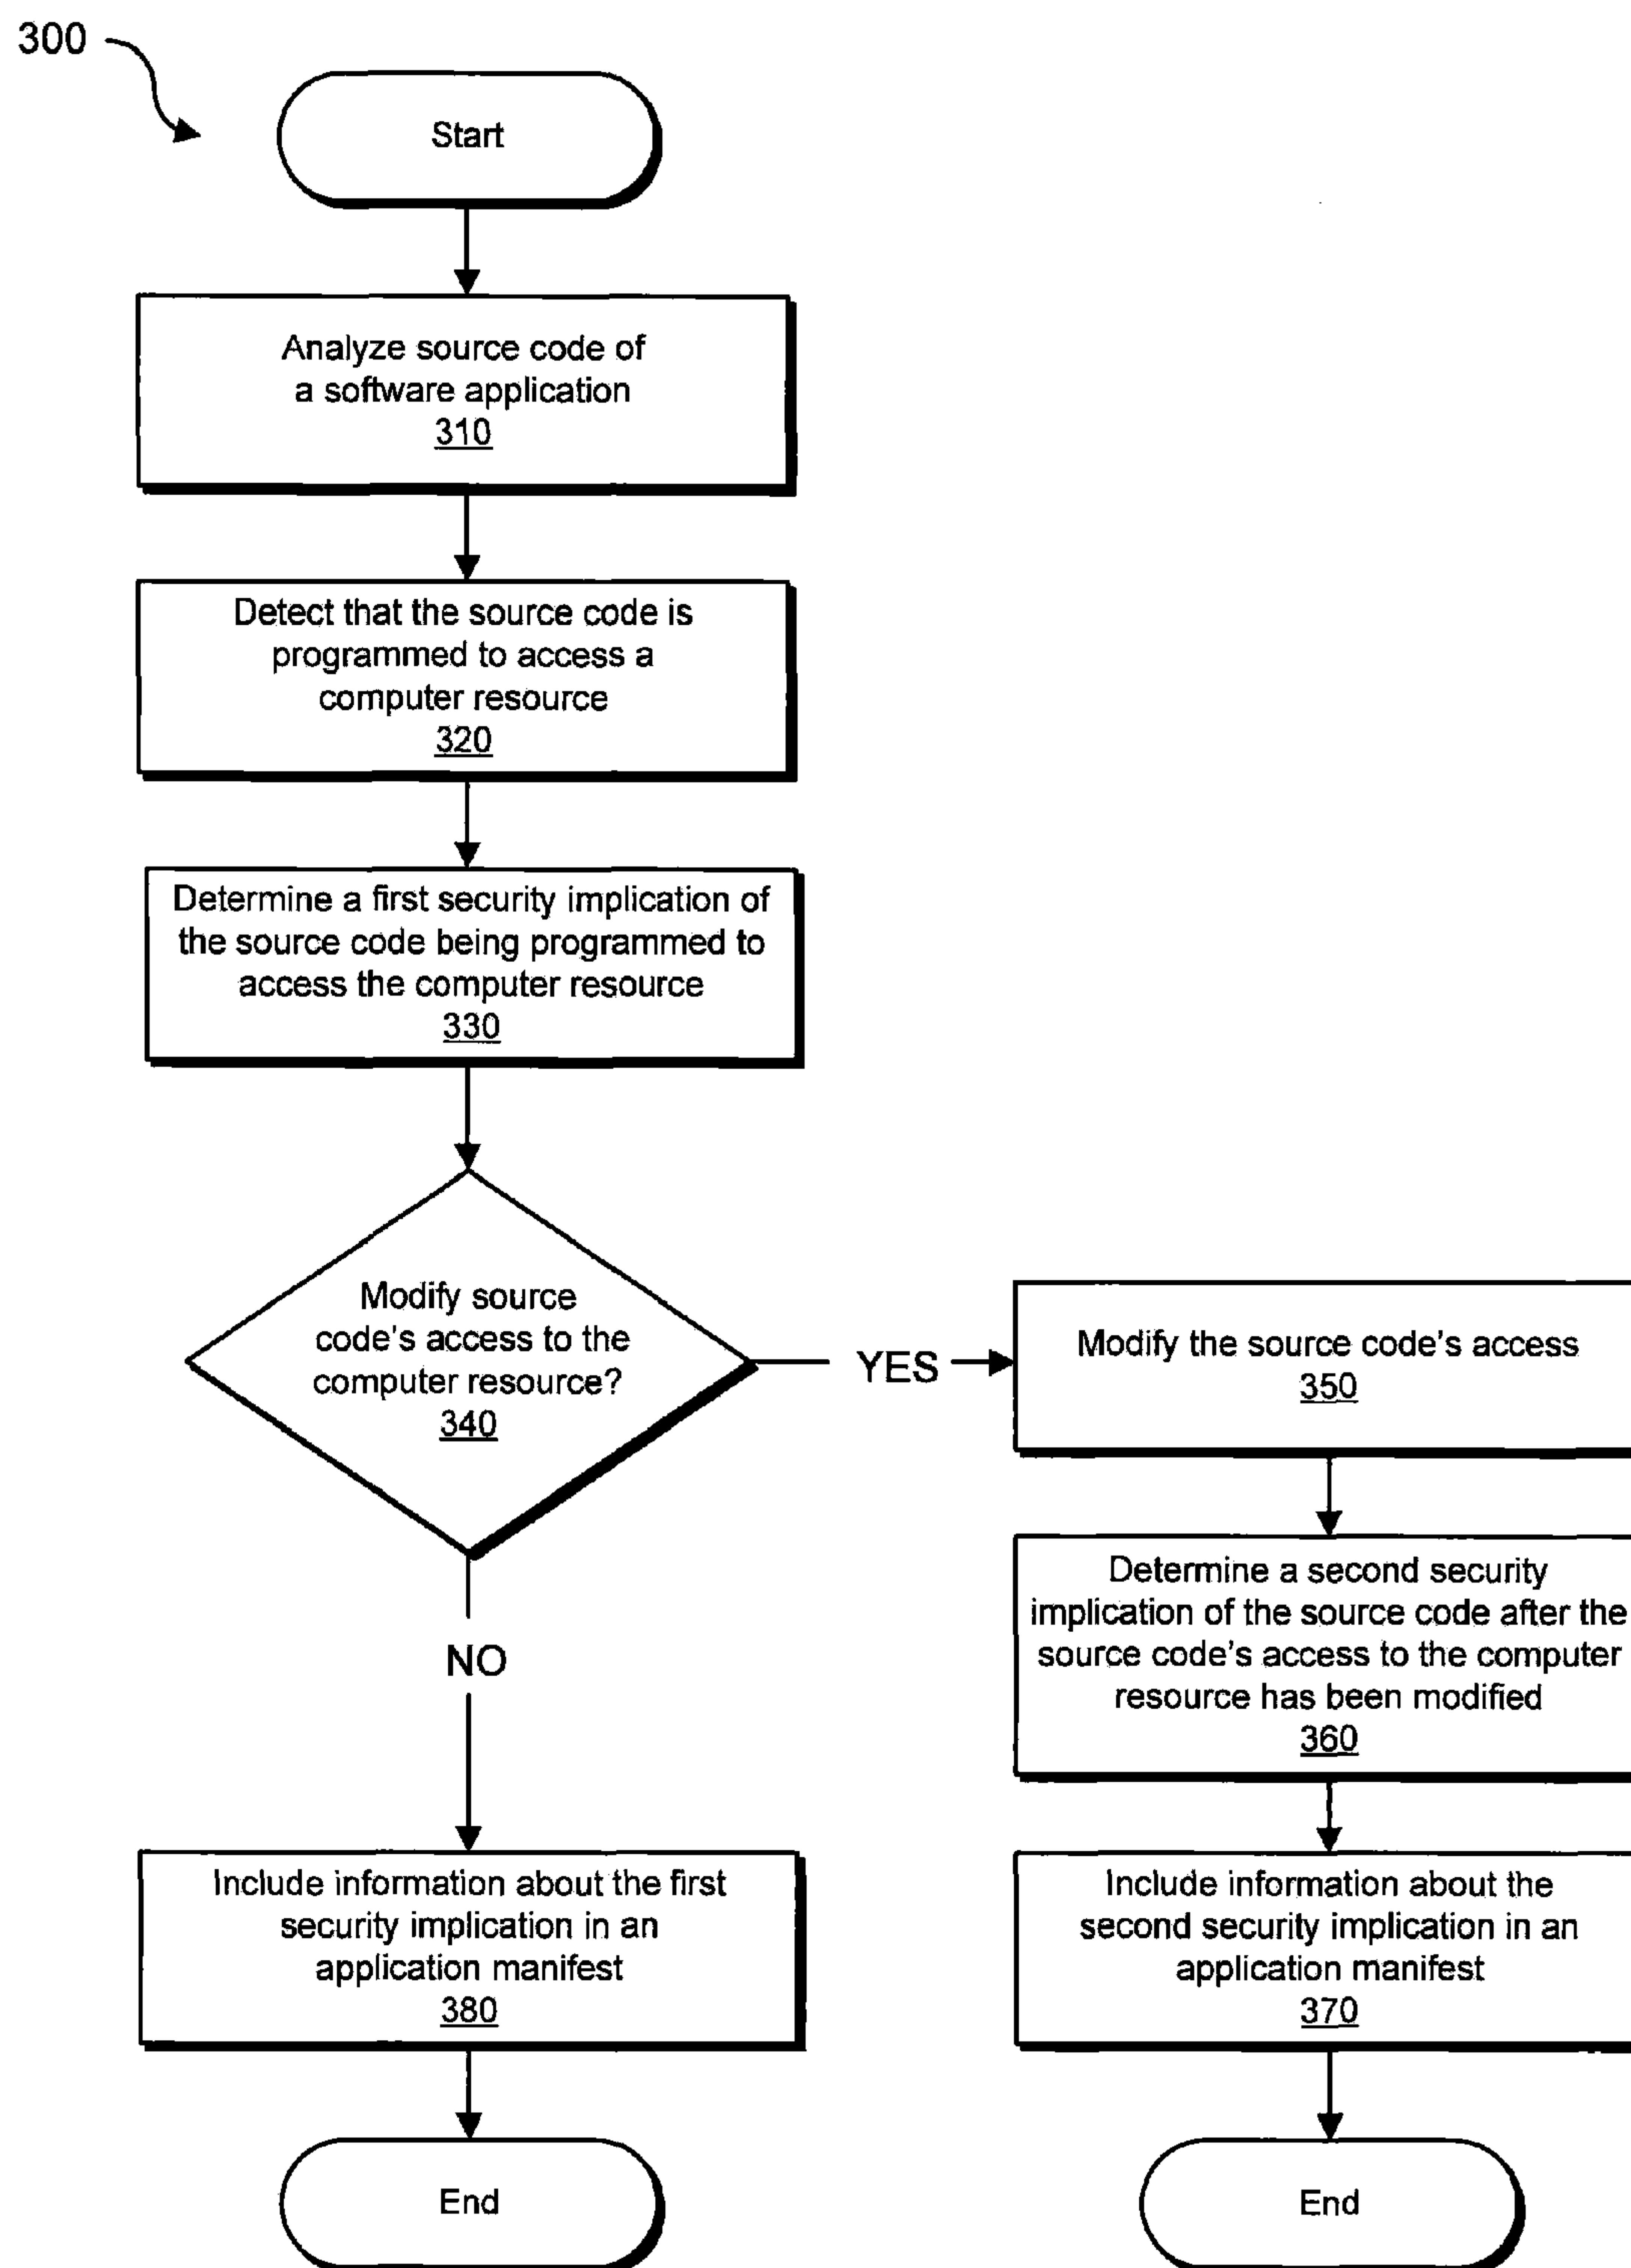 300
Start
Analyze source code of
a software application
310
Detect that the source code is
programmed to access a
computer resource
320
Determine a first security implication of
the source code being programmed to
access the computer resource
330
Modify source
code's access to the
computer resource?
340
YES
Modify the source code's access
350
Determine a second security
implication of the source code after the
source code's access to the computer
resource has been modified
360
NO
Include information about the first
security implication in an
application manifest
380
Include information about the
second security implication in an
application manifest
370
End
End